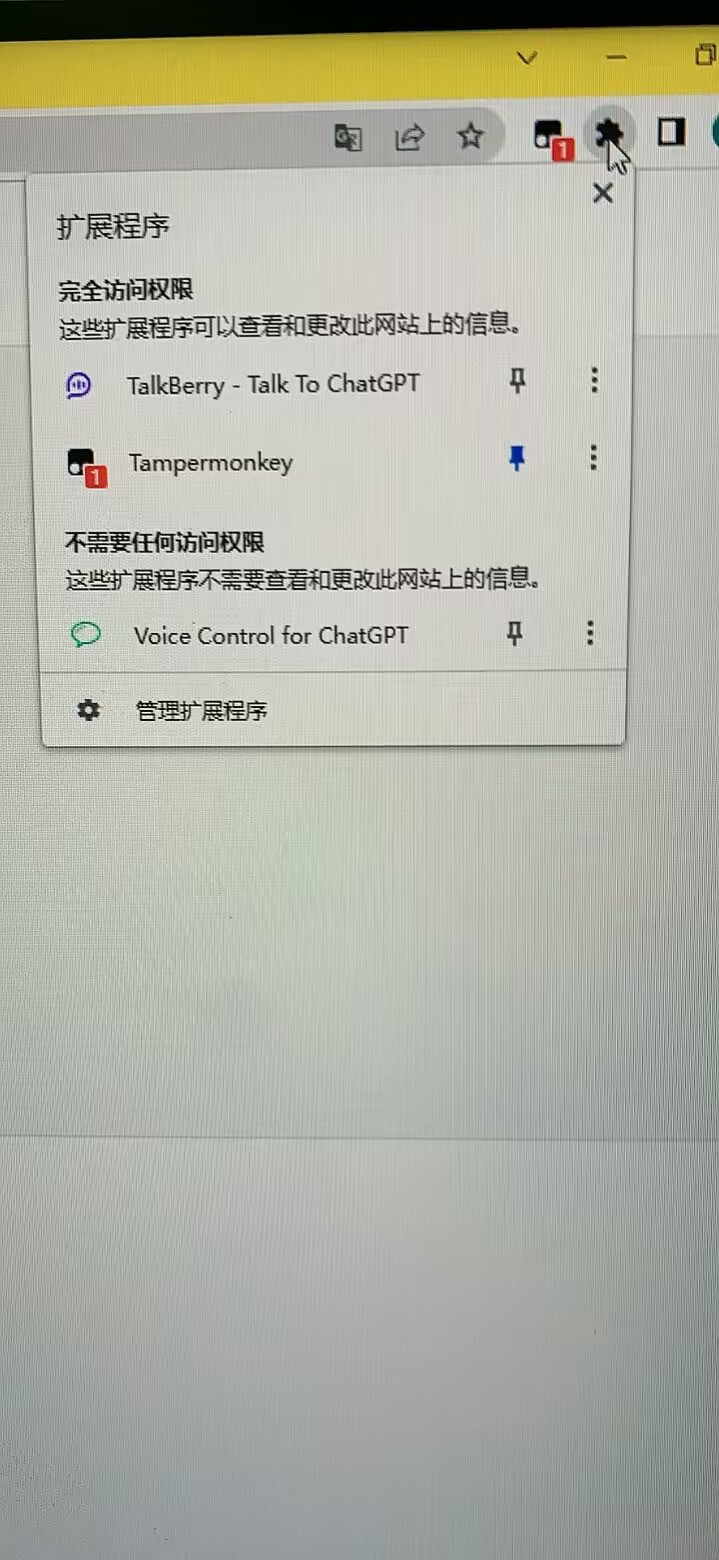 1
扩展程序
完全访问权限
这些扩展程序可以查看和更改此网站上的信息。
TalkBerry - Talk To ChatGPT
1
Tampermonkey
不需要任何访问权限
这些扩展程序不需要查看和更改此网站上的信息。
Voice Control for ChatGPT
管理扩展程序